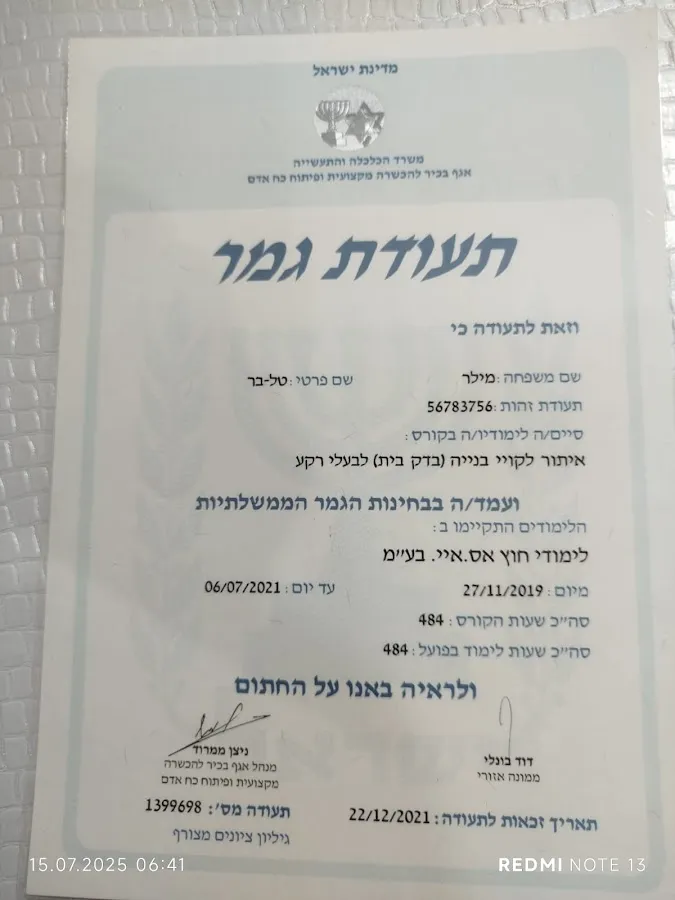 מדינת ישראל
משרד הכלכלה והתעשייה
אגף בכיר להכשרה מקצועית ופיתוח כח אדם
תעודת גמר
וזאת לתעודה כי
שם משפחה: מילר שם פרטי: טל-בר
תעודת זהות: 56783756
סיים/ה לימודיו/ה בקורס:
איתור לקויי בנייה (בדק בית) לבעלי רקע
ועמד/ה בבחינות הגמר הממשלתיות
הלימודים התקיימו ב:
לימודי חוץ אס.איי. בע"מ
מיום: 27/11/2019 עד יום: 06/07/2021
סה"כ שעות הקורס: 484
סה"כ שעות לימוד בפועל: 484
ולראיה באנו על החתום
דוד בונלי ניצן ממרוד
ממונה אזורי מנהל אגף בכיר להכשרה
מקצועית ופיתוח כח אדם
תאריך זכאות לתעודה: 22/12/2021 תעודה מס': 1399698
גיליון ציונים מצורף
15.07.2025 06:41 REDMI NOTE 13